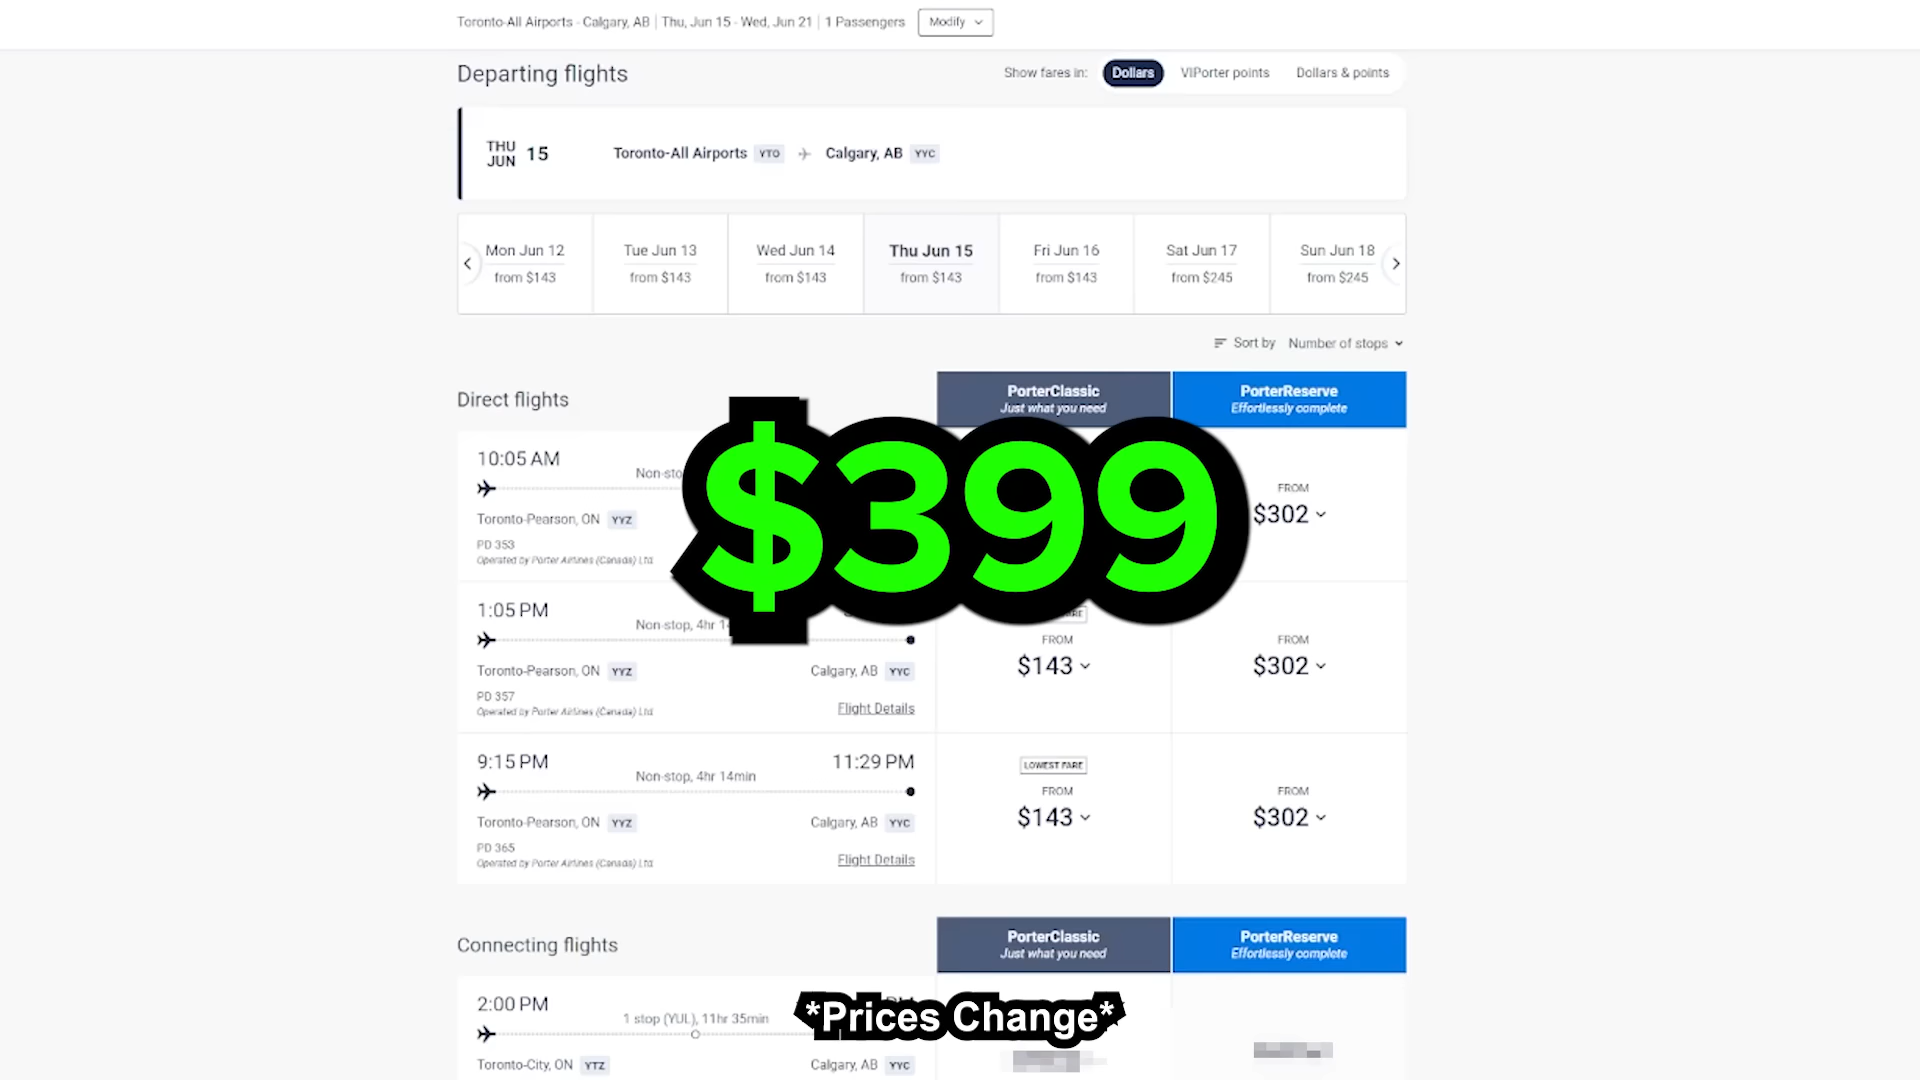 Toronto-All Airports - Calgary, AB | Thu, Jun 15 - Wed, Jun 21 | 1 Passengers Modify
Departing flights
Show fares in: Dollars VIPorter points Dollars & points
THU JUN 15
Toronto-All Airports YTO Calgary, AB YYC
Mon Jun 12 Tue Jun 13 Wed Jun 14 Thu Jun 15 Fri Jun 16 Sat Jun 17 Sun Jun 18
from $143 from $143 from $143 from $143 from $143 from $245 from $245
Sort by Number of stops
Direct flights
PorterClassic PorterReserve
Just what you need Effortlessly complete
$399
10:05 AM
FROM
$302
Toronto-Pearson, ON YYZ
PD 353
Operated by Porter Airlines (Canada) Ltd.
1:05 PM
Non-stop, 4hr
FROM FROM
$143 $302
Toronto-Pearson, ON YYZ Calgary, AB YYC
PD 357
Operated by Porter Airlines (Canada) Ltd.
Flight Details
9:15 PM 11:29 PM
Non-stop, 4hr 14min
LOWEST FARE
FROM FROM
$143 $302
Toronto-Pearson, ON YYZ Calgary, AB YYC
PD 365
Operated by Porter Airlines (Canada) Ltd.
Flight Details
Connecting flights
PorterClassic PorterReserve
Just what you need Effortlessly complete
2:00 PM
1 stop (YUL), 11hr 35min
*Prices Change*
Toronto-City, ON YTZ Calgary, AB YYC